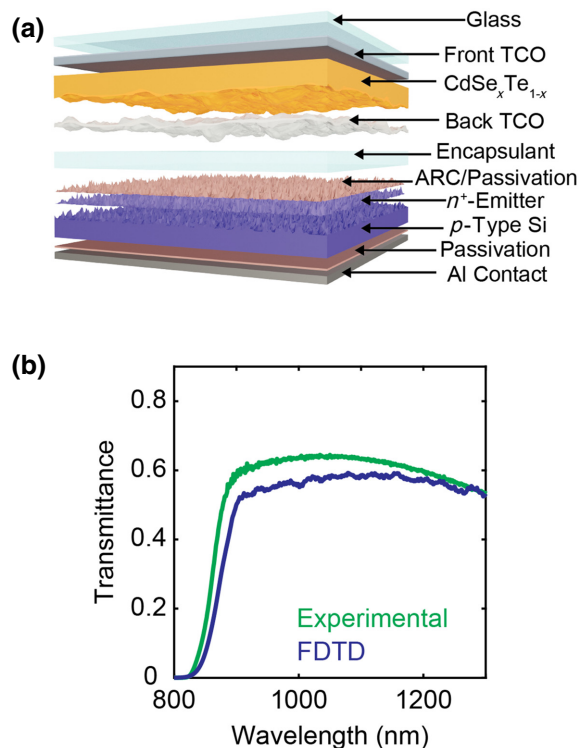 (a)
Glass
Front TCO
CdSeₓTe₁₋ₓ
Back TCO
Encapsulant
ARC/Passivation
n⁺-Emitter
p-Type Si
Passivation
Al Contact
(b)
0.8
0.6
0.4
0.2
0
Transmittance
Experimental
FDTD
800
1000
1200
Wavelength (nm)